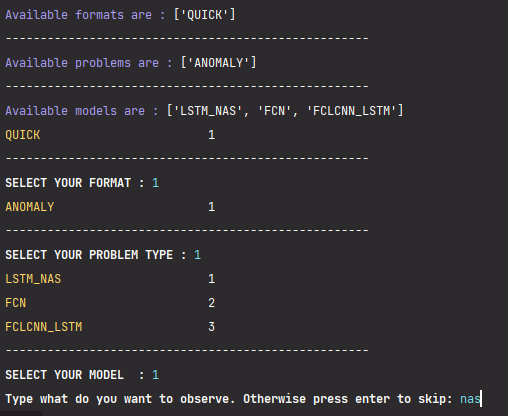 Available formats are : ['QUICK']
----------------------------------------------------
Available problems are : ['ANOMALY']
----------------------------------------------------
Available models are : ['LSTM_NAS', 'FCN', 'FCLCNN_LSTM']
QUICK                        1
----------------------------------------------------
SELECT YOUR FORMAT : 1
ANOMALY                      1
----------------------------------------------------
SELECT YOUR PROBLEM TYPE : 1
LSTM_NAS                     1
FCN                          2
FCLCNN_LSTM                  3
----------------------------------------------------
SELECT YOUR MODEL  : 1
Type what do you want to observe. Otherwise press enter to skip: nas